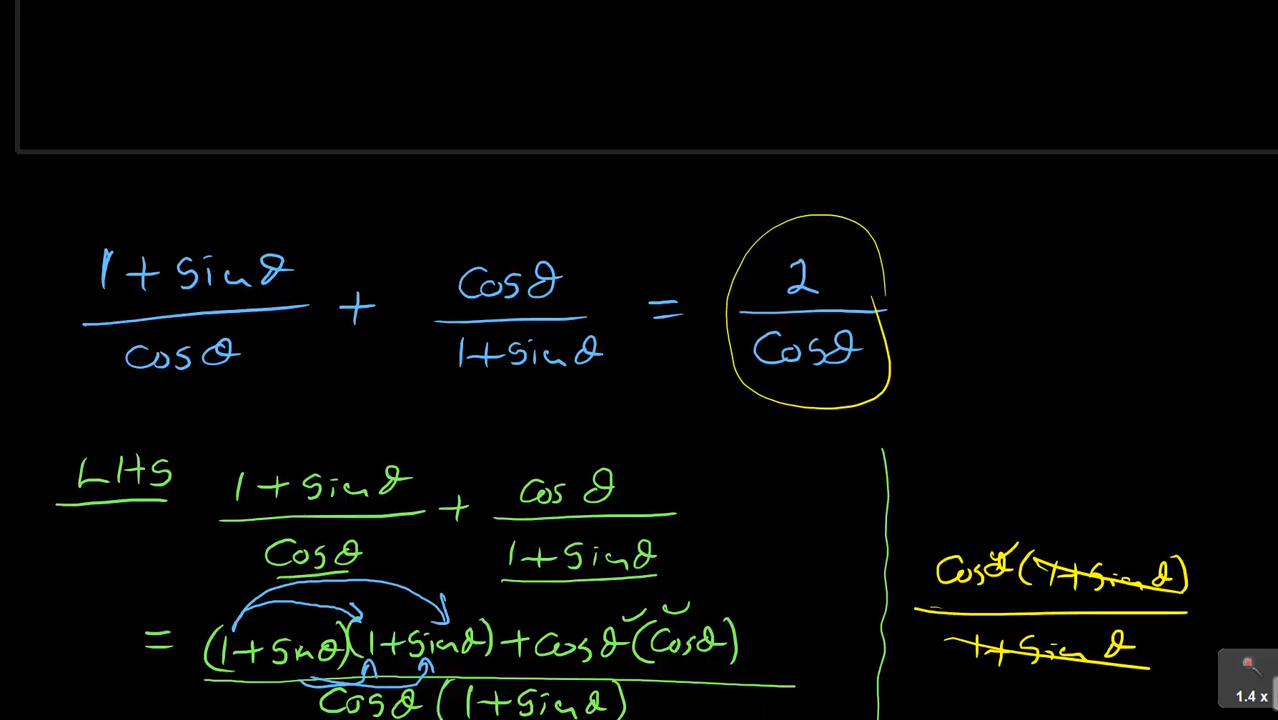 (1+sinθ)/cosθ + cosθ/(1+sinθ) = 2/cosθ
LHS (1+sinθ)/cosθ + cosθ/(1+sinθ)
= ((1+sinθ)(1+sinθ)+cosθ(cosθ))/(cosθ(1+sinθ))
cosθ(1+sinθ)/(1+sinθ)
1.4 x